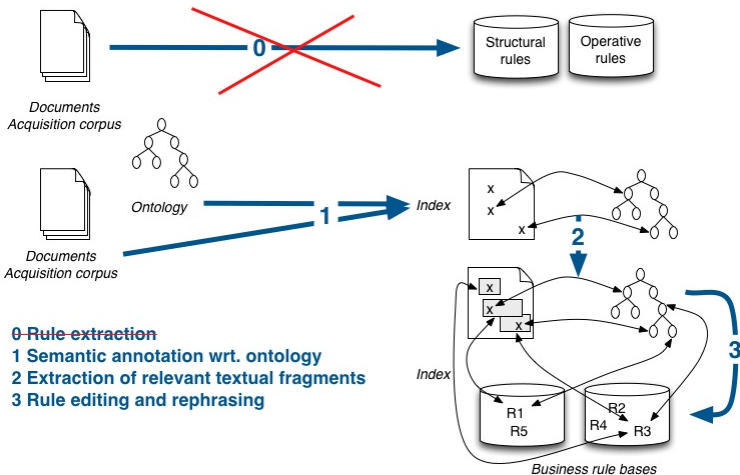 0
Structural
rules
Operative
rules
Documents
Acquisition corpus
Ontology
1
Index
x
x
x
2
Documents
Acquisition corpus
x
x
x
0 Rule extraction
1 Semantic annotation wrt. ontology
2 Extraction of relevant textual fragments
3 Rule editing and rephrasing
3
Index
R1
R5
R2
R4
R3
Business rule bases